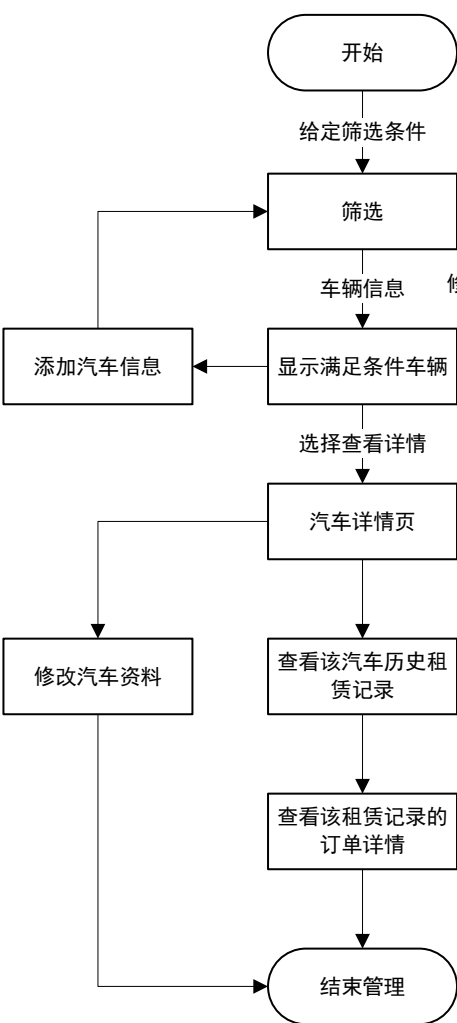 开始
给定筛选条件
筛选
车辆信息
添加汽车信息
显示满足条件车辆
选择查看详情
汽车详情页
修改汽车资料
查看该汽车历史租
赁记录
查看该租赁记录的
订单详情
结束管理